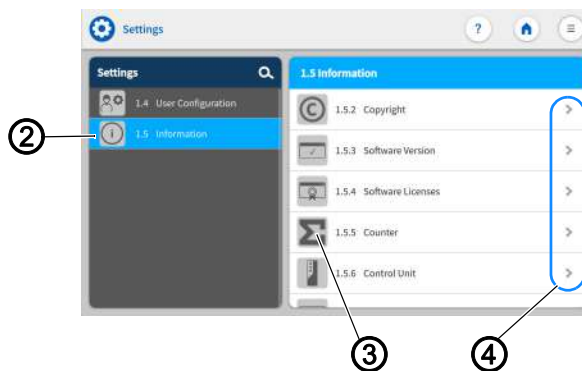 Settings
?
Settings
1.5 Information
1.4 User Configuration
1.5 Information
1.5.2 Copyright
1.5.3 Software Version
1.5.4 Software Licenses
1.5.5 Counter
1.5.6 Control Unit
2
3
4